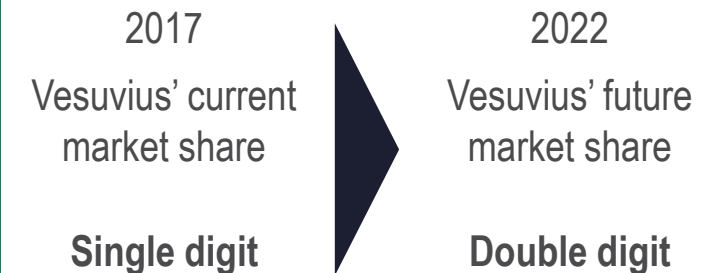 2017
Vesuvius’ current
market share
Single digit
2022
Vesuvius’ future
market share
Double digit